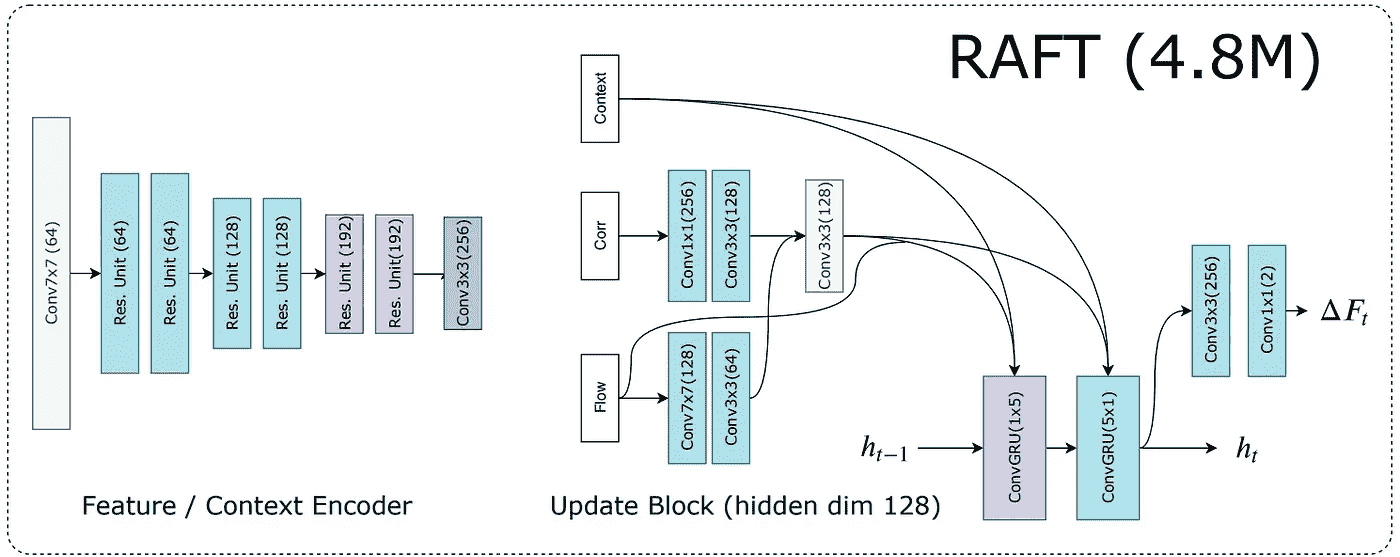 RAFT (4.8M)
Conv7x7 (64)
Res. Unit (64)
Res. Unit (64)
Res. Unit (128)
Res. Unit (128)
Res. Unit (192)
Res. Unit(192)
Conv3x3(256)
Feature / Context Encoder
Context
Corr
Conv1x1(256)
Conv3x3(128)
Conv3x3(128)
Flow
Conv7x7(128)
Conv3x3(64)
h_{t−1}
ConvGRU(1x5)
ConvGRU(5x1)
Conv3x3(256)
Conv1x1(2)
ΔF_t
h_t
Update Block (hidden dim 128)